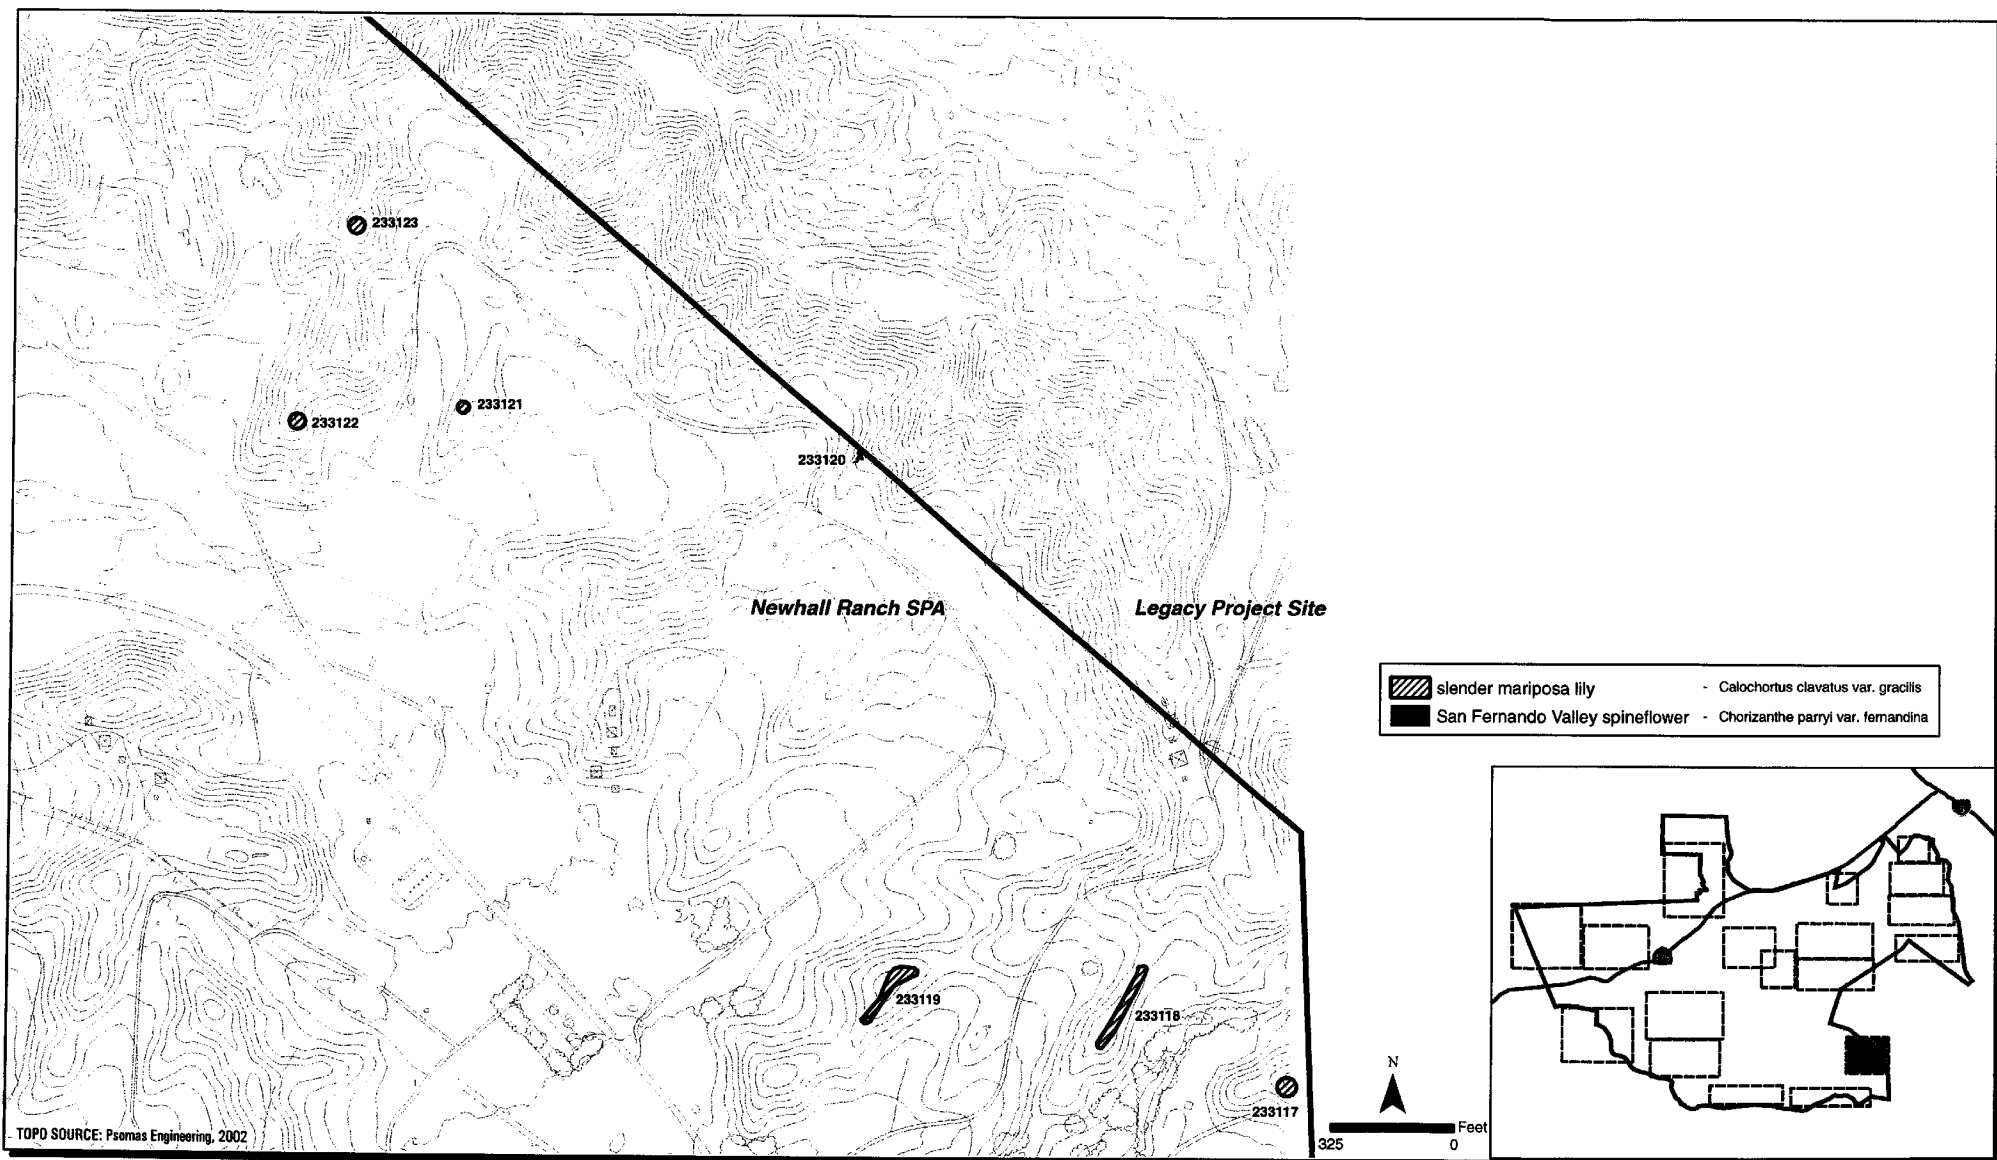 233123
233121
233122
233120
Newhall Ranch SPA
Legacy Project Site
slender mariposa lily - Calochortus clavatus var. gracilis
San Fernando Valley spineflower - Chorizanthe parryi var. fernandina
233119
233118
N
233117
Feet
325 0
TOPO SOURCE: Psomas Engineering, 2002